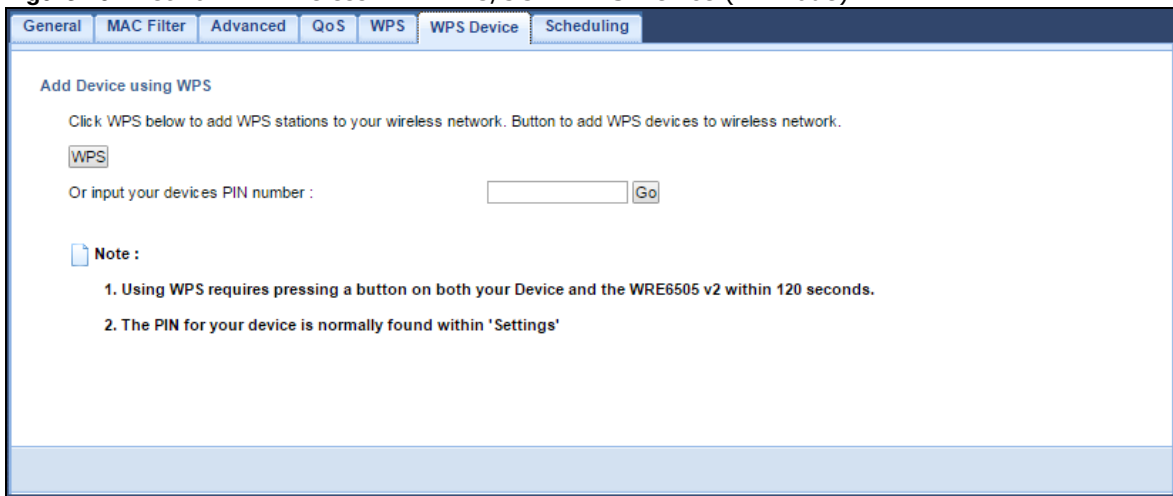 General MAC Filter Advanced QoS WPS WPS Device Scheduling
Add Device using WPS
Click WPS below to add WPS stations to your wireless network. Button to add WPS devices to wireless network.
WPS
Or input your devices PIN number :
Go
Note :
1. Using WPS requires pressing a button on both your Device and the WRE6505 v2 within 120 seconds.
2. The PIN for your device is normally found within 'Settings'